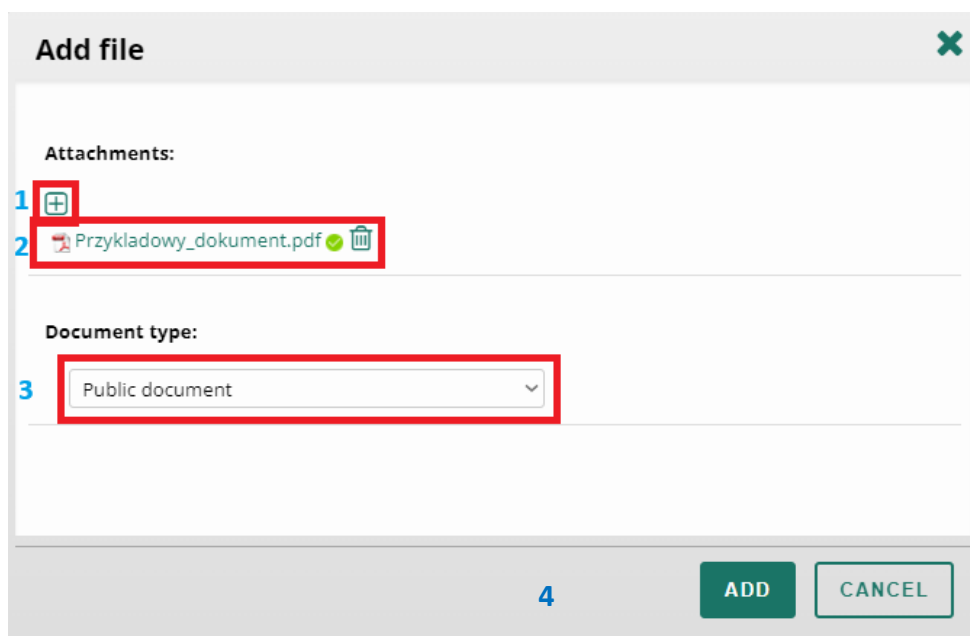 Add file
Attachments:
1
2 Przykladowy_dokument.pdf
Document type:
3 Public document
4 ADD CANCEL